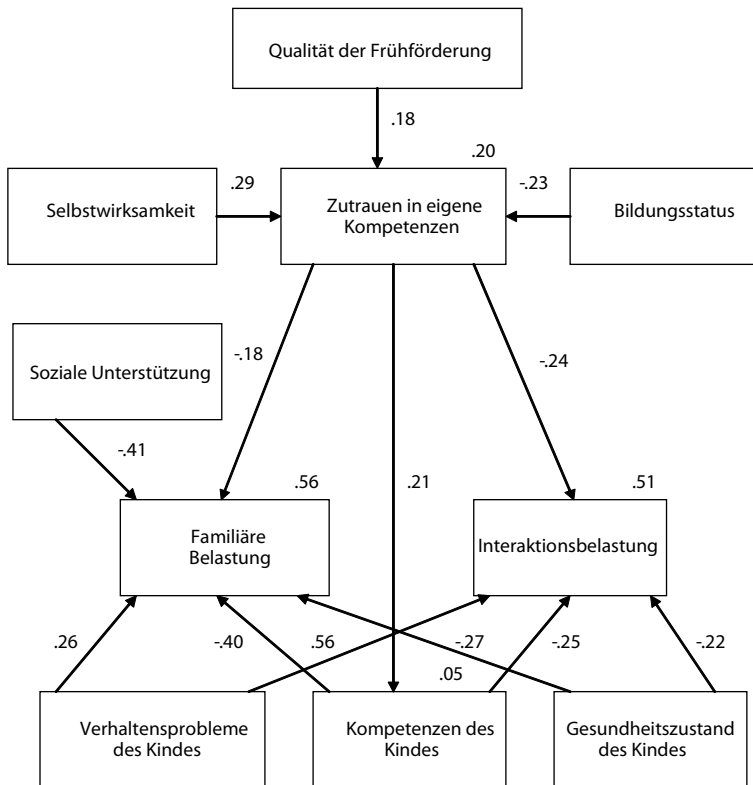 Qualität der Frühförderung
.18
.20
.29
-.23
Selbstwirksamkeit
Zutrauen in eigene
Kompetenzen
Bildungsstatus
Soziale Unterstützung
-.18
-.24
-.41
.21
.56
.51
Familiäre
Belastung
Interaktionsbelastung
.26
-.40
.56
-.27
-.25
-.22
.05
Verhaltensprobleme
des Kindes
Kompetenzen des
Kindes
Gesundheitszustand
des Kindes